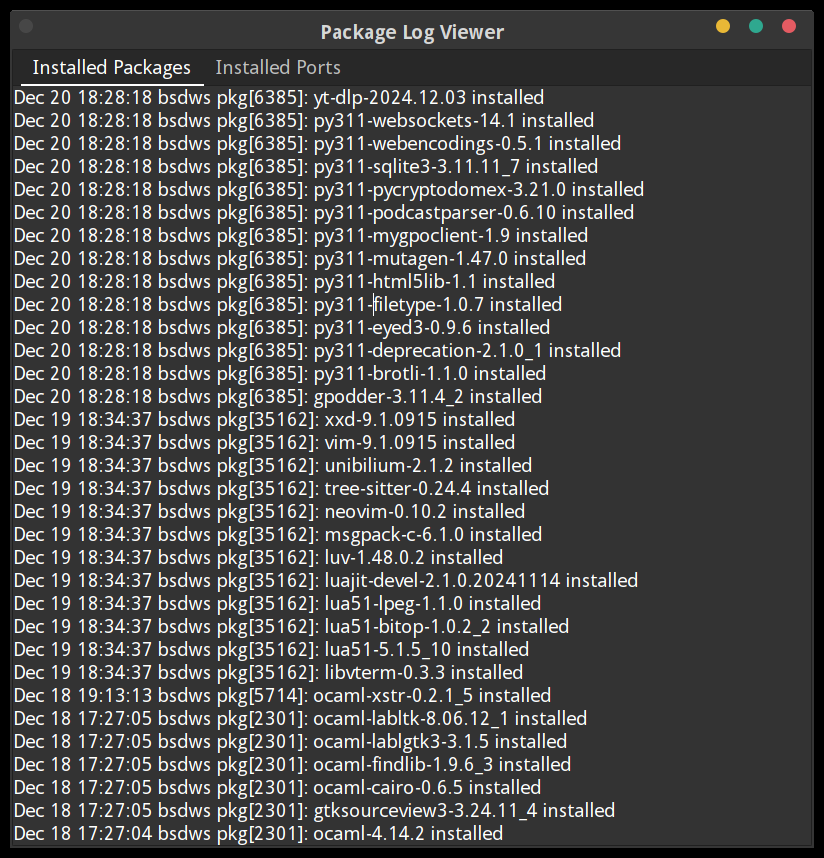 Package Log Viewer
Installed Packages Installed Ports
Dec 20 18:28:18 bsdws pkg[6385]: yt-dlp-2024.12.03 installed
Dec 20 18:28:18 bsdws pkg[6385]: py311-websockets-14.1 installed
Dec 20 18:28:18 bsdws pkg[6385]: py311-webencodings-0.5.1 installed
Dec 20 18:28:18 bsdws pkg[6385]: py311-sqlite3-3.11.11_7 installed
Dec 20 18:28:18 bsdws pkg[6385]: py311-pycryptodomex-3.21.0 installed
Dec 20 18:28:18 bsdws pkg[6385]: py311-podcastparser-0.6.10 installed
Dec 20 18:28:18 bsdws pkg[6385]: py311-mygpoclient-1.9 installed
Dec 20 18:28:18 bsdws pkg[6385]: py311-mutagen-1.47.0 installed
Dec 20 18:28:18 bsdws pkg[6385]: py311-html5lib-1.1 installed
Dec 20 18:28:18 bsdws pkg[6385]: py311-filetype-1.0.7 installed
Dec 20 18:28:18 bsdws pkg[6385]: py311-eyed3-0.9.6 installed
Dec 20 18:28:18 bsdws pkg[6385]: py311-deprecation-2.1.0_1 installed
Dec 20 18:28:18 bsdws pkg[6385]: py311-brotli-1.1.0 installed
Dec 20 18:28:18 bsdws pkg[6385]: gpodder-3.11.4_2 installed
Dec 19 18:34:37 bsdws pkg[35162]: xxd-9.1.0915 installed
Dec 19 18:34:37 bsdws pkg[35162]: vim-9.1.0915 installed
Dec 19 18:34:37 bsdws pkg[35162]: unibilium-2.1.2 installed
Dec 19 18:34:37 bsdws pkg[35162]: tree-sitter-0.24.4 installed
Dec 19 18:34:37 bsdws pkg[35162]: neovim-0.10.2 installed
Dec 19 18:34:37 bsdws pkg[35162]: msgpack-c-6.1.0 installed
Dec 19 18:34:37 bsdws pkg[35162]: luv-1.48.0.2 installed
Dec 19 18:34:37 bsdws pkg[35162]: luajit-devel-2.1.0.20241114 installed
Dec 19 18:34:37 bsdws pkg[35162]: lua51-lpeg-1.1.0 installed
Dec 19 18:34:37 bsdws pkg[35162]: lua51-bitop-1.0.2_2 installed
Dec 19 18:34:37 bsdws pkg[35162]: lua51-5.1.5_10 installed
Dec 19 18:34:37 bsdws pkg[35162]: libvterm-0.3.3 installed
Dec 18 19:13:13 bsdws pkg[5714]: ocaml-xstr-0.2.1_5 installed
Dec 18 17:27:05 bsdws pkg[2301]: ocaml-labltk-8.06.12_1 installed
Dec 18 17:27:05 bsdws pkg[2301]: ocaml-lablgtk3-3.1.5 installed
Dec 18 17:27:05 bsdws pkg[2301]: ocaml-findlib-1.9.6_3 installed
Dec 18 17:27:05 bsdws pkg[2301]: ocaml-cairo-0.6.5 installed
Dec 18 17:27:05 bsdws pkg[2301]: gtksourceview3-3.24.11_4 installed
Dec 18 17:27:04 bsdws pkg[2301]: ocaml-4.14.2 installed